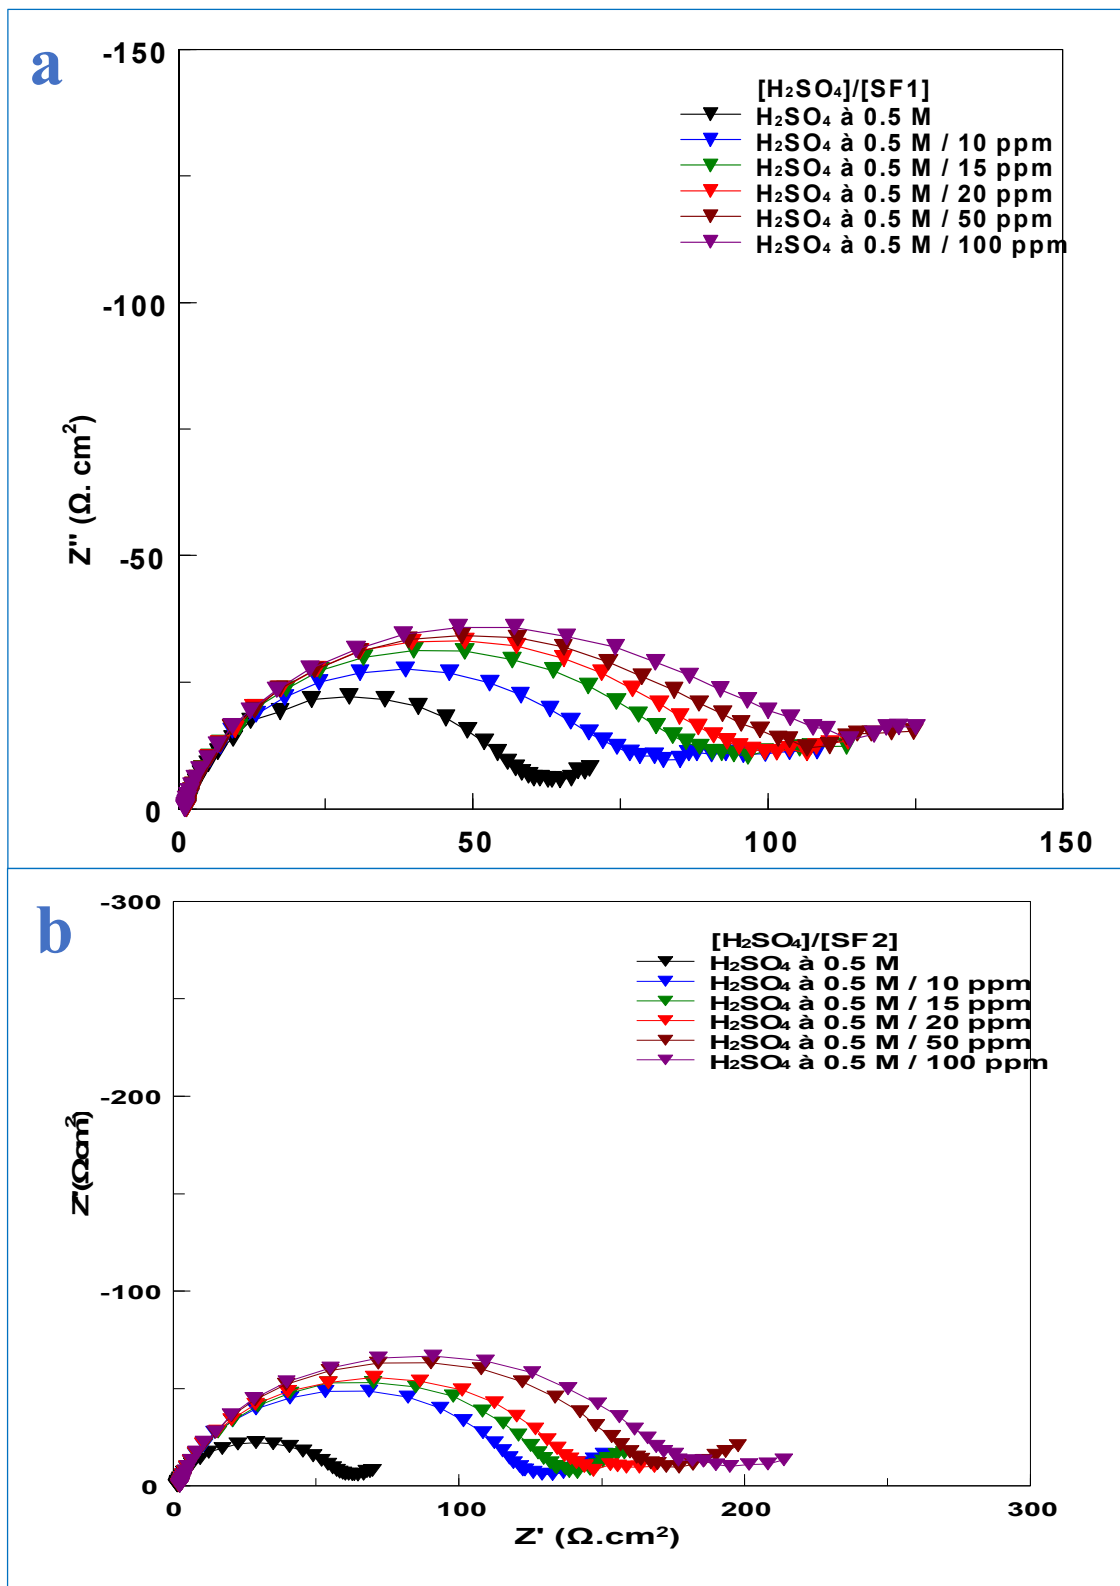 a
-150
-100
-50
0
Z'' (Ω. cm²)
[H₂SO₄]/[SF1]
H₂SO₄ à 0.5 M
H₂SO₄ à 0.5 M / 10 ppm
H₂SO₄ à 0.5 M / 15 ppm
H₂SO₄ à 0.5 M / 20 ppm
H₂SO₄ à 0.5 M / 50 ppm
H₂SO₄ à 0.5 M / 100 ppm
0 50 100 150
b
-300
-200
-100
0
[H₂SO₄]/[SF2]
H₂SO₄ à 0.5 M
H₂SO₄ à 0.5 M / 10 ppm
H₂SO₄ à 0.5 M / 15 ppm
H₂SO₄ à 0.5 M / 20 ppm
H₂SO₄ à 0.5 M / 50 ppm
H₂SO₄ à 0.5 M / 100 ppm
0 100 200 300
Z' (Ω.cm²)